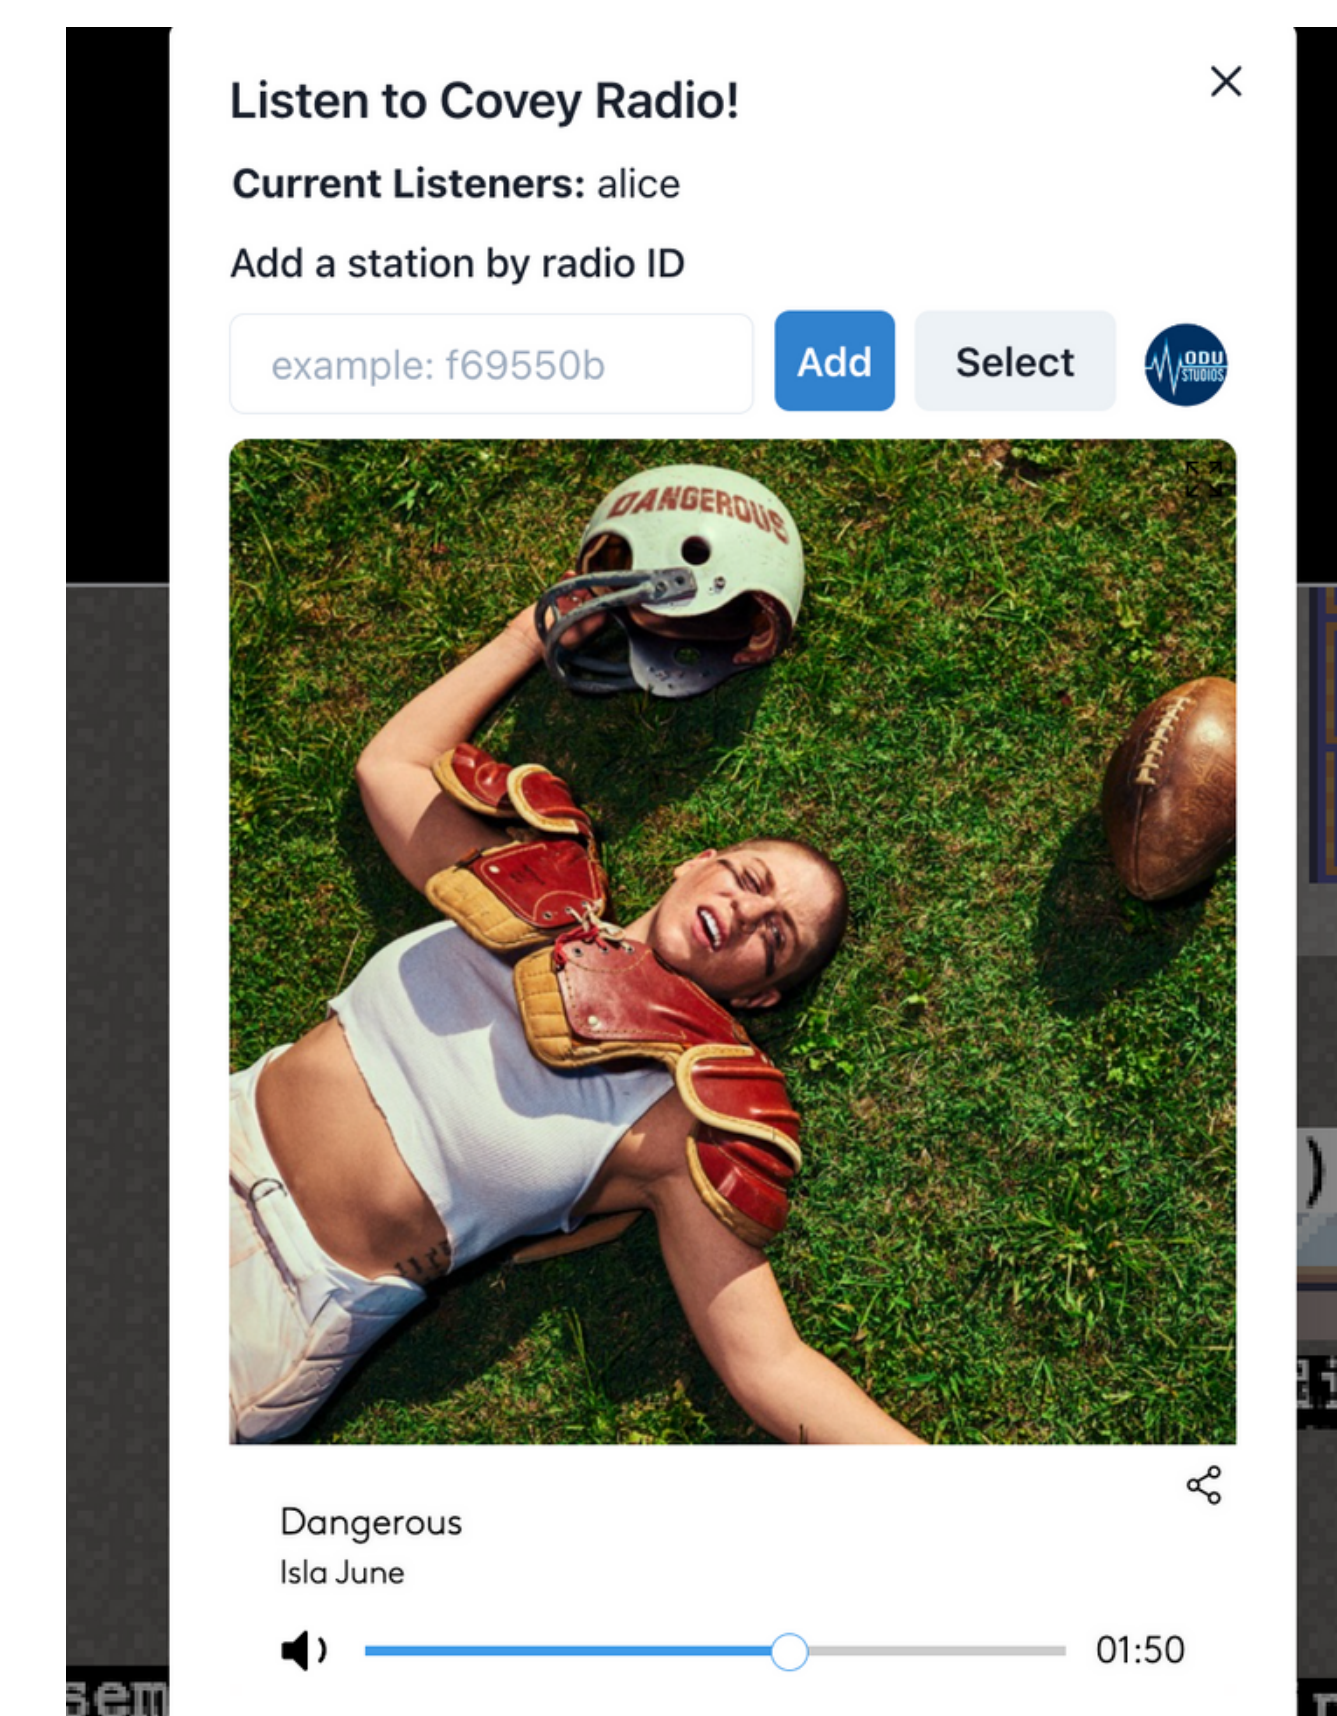 Listen to Covey Radio!
Current Listeners: alice
Add a station by radio ID
example: f69550b
Add
Select
ODU
STUDIOS
DANGEROUS
Dangerous
Isla June
01:50
sem
)